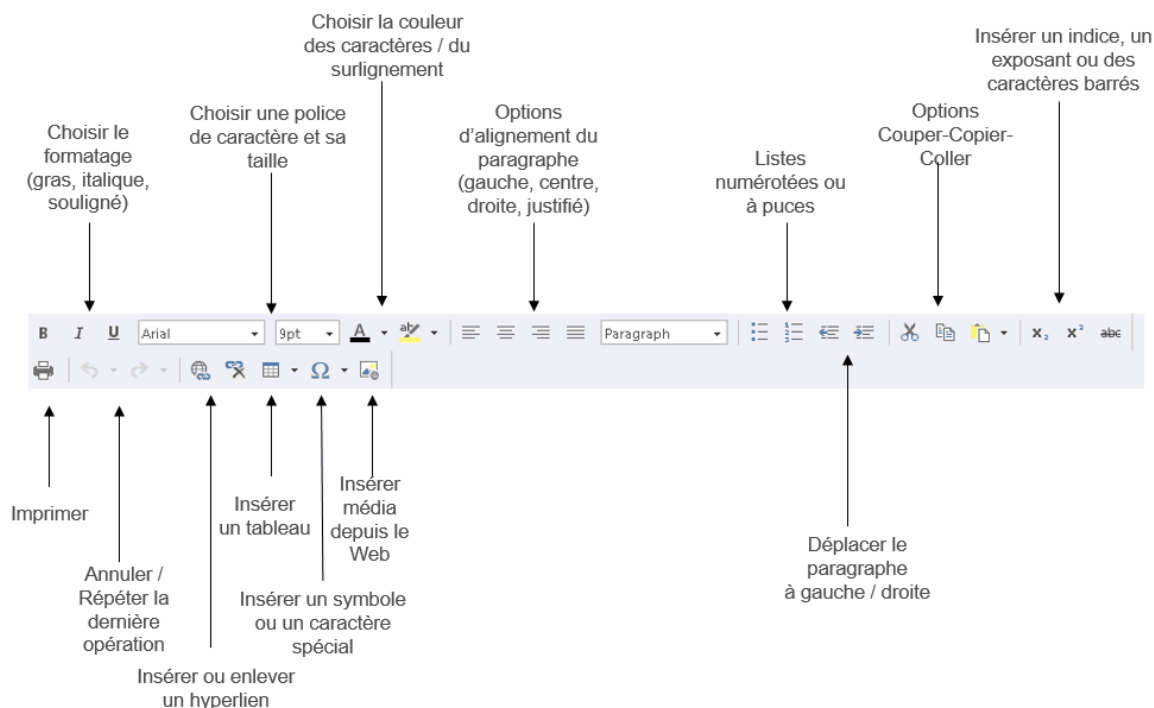 Choisir la couleur
des caractères / du
surlignement
Insérer un indice, un
exposant ou des
caractères barrés
Choisir une police
de caractère et sa
taille
Options
d'alignement du
paragraphe
(gauche, centre,
droite, justifié)
Options
Couper-Copier-
Coller
Choisir le
formatage
(gras, italique,
souligné)
Listes
numérotées ou
à puces
B I U Arial 9pt A ab Paragraph x₂ x² abc
Ω
Imprimer
Insérer
un tableau
Insérer
média
depuis le
Web
Déplacer le
paragraphe
à gauche / droite
Annuler /
Répéter la
dernière
opération
Insérer un symbole
ou un caractère
spécial
Insérer ou enlever
un hyperlien